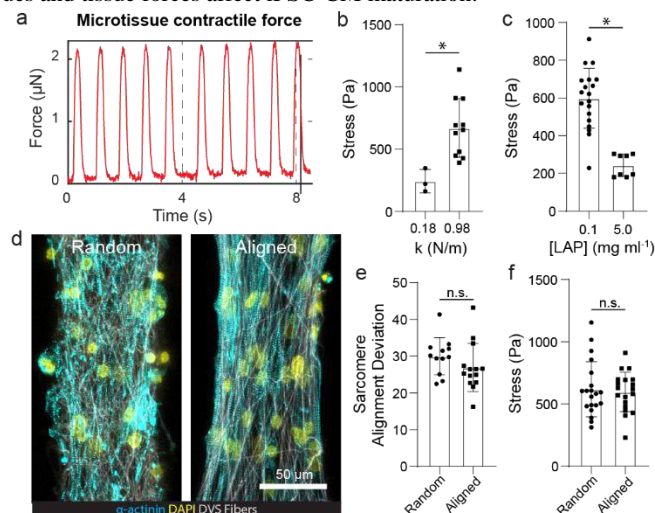 ues and tissue forces affect iPSC-CM maturation.
a
Microtissue contractile force
Force (µN)
2
1
0
0
4
8
Time (s)
b
*
Stress (Pa)
1500
1000
500
0
0.18
0.98
k (N/m)
c
*
Stress (Pa)
1000
800
600
400
200
0
0.1
5.0
[LAP] (mg ml⁻¹)
d
Random
Aligned
50 µm
α-actinin DAPI DVS Fibers
e
n.s.
Sarcomere
Alignment Deviation
50
40
30
20
10
0
Random
Aligned
f
n.s.
Stress (Pa)
1500
1000
500
0
Random
Aligned